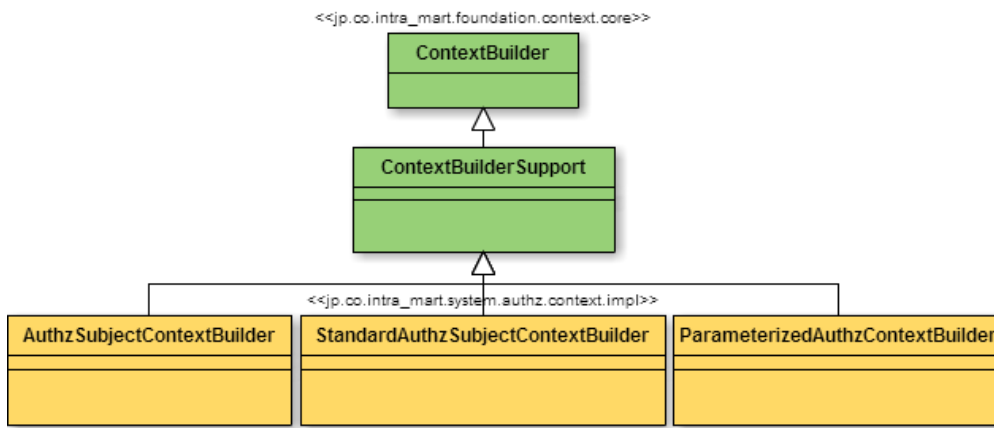 <<jp.co.intra_mart.foundation.context.core>>
ContextBuilder
ContextBuilderSupport
<<jp.co.intra_mart.system.authz.context.impl>>
AuthzSubjectContextBuilder
StandardAuthzSubjectContextBuilder
ParameterizedAuthzContextBuilder